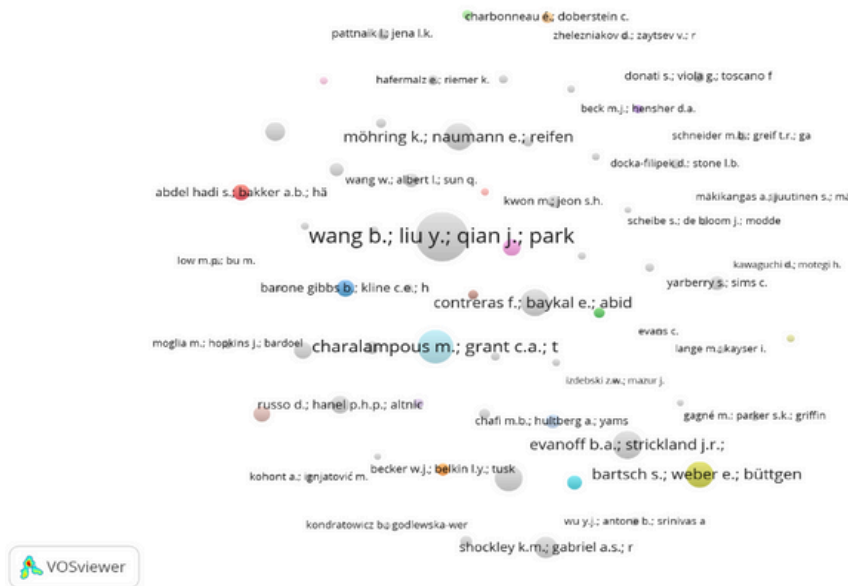 charbonneau é.; doberstein c.
pattnaik l.; jena l.k.
zhelezniakov d.; zaytsev v.; r
hafermalz e.; riemer k.
donati s.; viola g.; toscano f
beck m.j.; hensher d.a.
möhring k.; naumann e.; reifen
schneider m.b.; greif t.r.; ga
docka-filipek d.; stone l.b.
wang w.; albert l.; sun q.
abdel hadi s.; bakker a.b.; hä
kwon m.; jeon s.h.
mäkikangas a.; juutinen s.; mä
scheibe s.; de bloom j.; modde
wang b.; liu y.; qian j.; park
low m.p.; bu m.
kawaguchi d.; motegi h.
barone gibbs b.; kline c.e.; h
yarberry s.; sims c.
contreras f.; baykal e.; abid
evans c.
moglia m.; hopkins j.; bardoel
charalampous m.; grant c.a.; t
lange m.; kayser i.
izdebski z.w.; mazur j.
russo d.; hanel p.h.p.; altnic
chafi m.b.; hultberg a.; yams
gagné m.; parker s.k.; griffin
evanoff b.a.; strickland j.r.;
becker w.j.; belkin l.y.; tusk
kohont a.; ignjatović m.
bartsch s.; weber e.; büttgen
kondratowicz b.; godlewska-wer
wu y.j.; antone b.; srinivas a
shockley k.m.; gabriel a.s.; r
VOSviewer